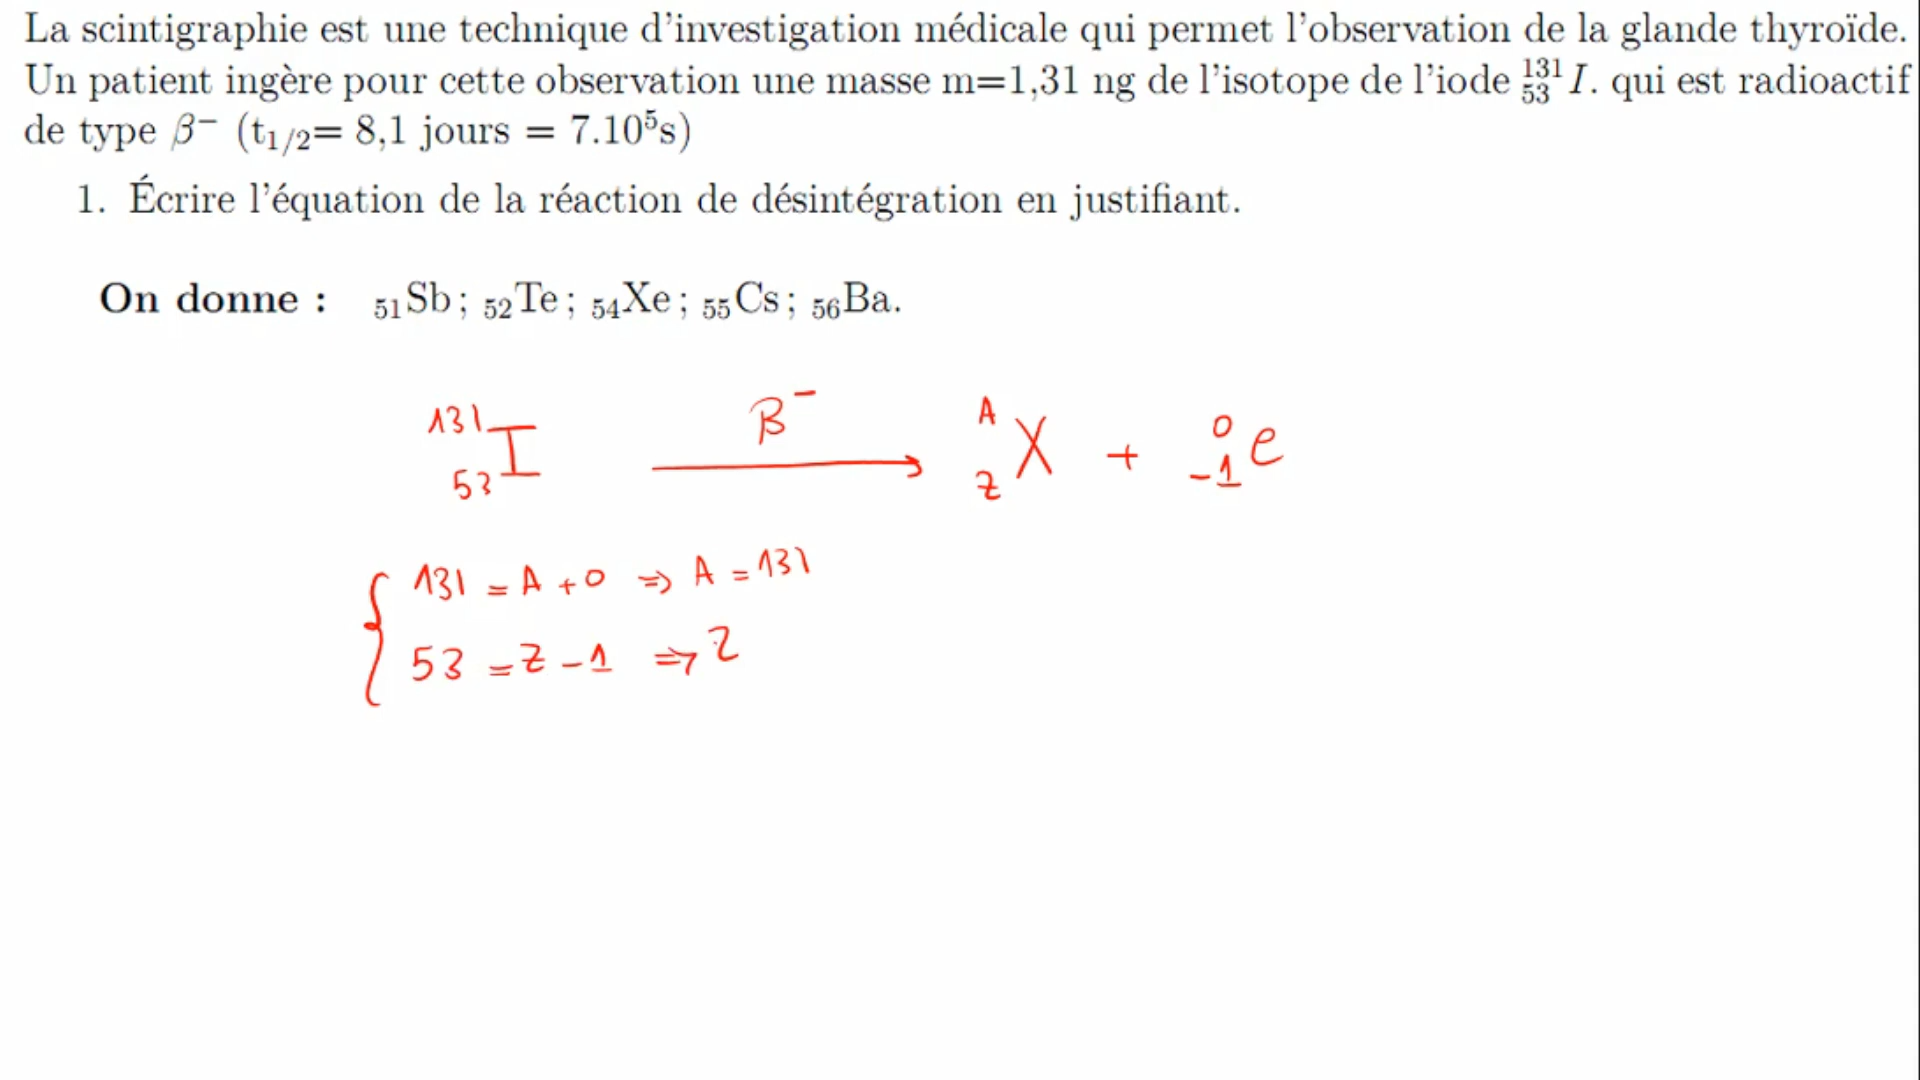 La scintigraphie est une technique d'investigation médicale qui permet l'observation de la glande thyroïde.
Un patient ingère pour cette observation une masse m=1,31 ng de l'isotope de l'iode ¹³¹₅₃I. qui est radioactif
de type β⁻ (t₁/₂= 8,1 jours = 7.10⁵s)
1. Écrire l'équation de la réaction de désintégration en justifiant.
On donne : ₅₁Sb ; ₅₂Te ; ₅₄Xe ; ₅₅Cs ; ₅₆Ba.
¹³¹₅₃I —β⁻→ ᴬ_Z X + ⁰₋₁e
131 = A + 0 ⇒ A = 131
53 = Z - 1 ⇒ Z